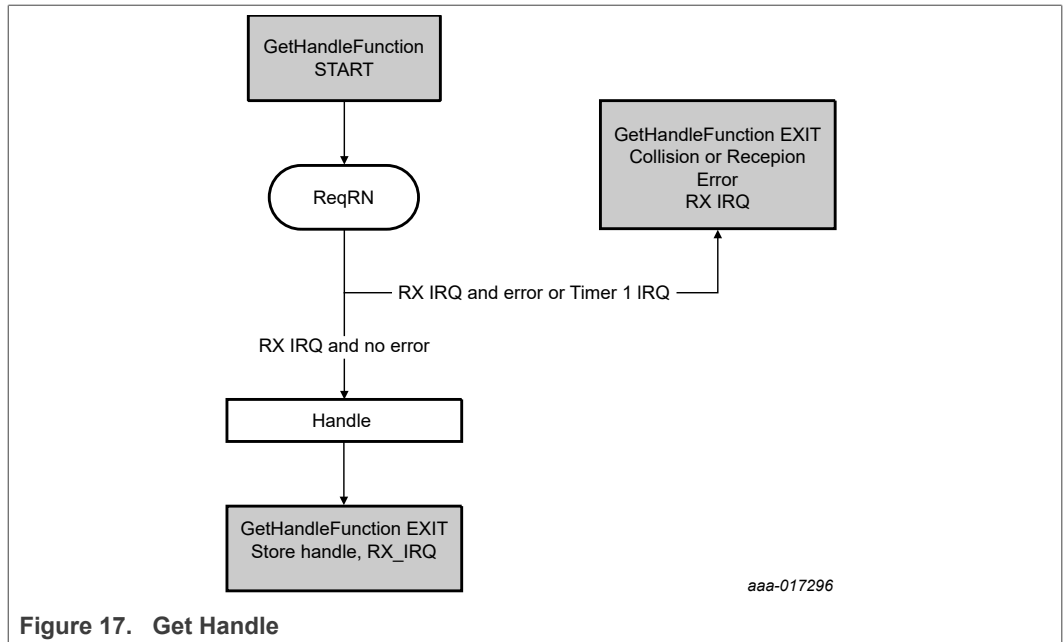 GetHandleFunction
START
GetHandleFunction EXIT
Collision or Recepion
Error
RX IRQ
ReqRN
RX IRQ and error or Timer 1 IRQ
RX IRQ and no error
Handle
GetHandleFunction EXIT
Store handle, RX_IRQ
aaa-017296
Figure 17. Get Handle